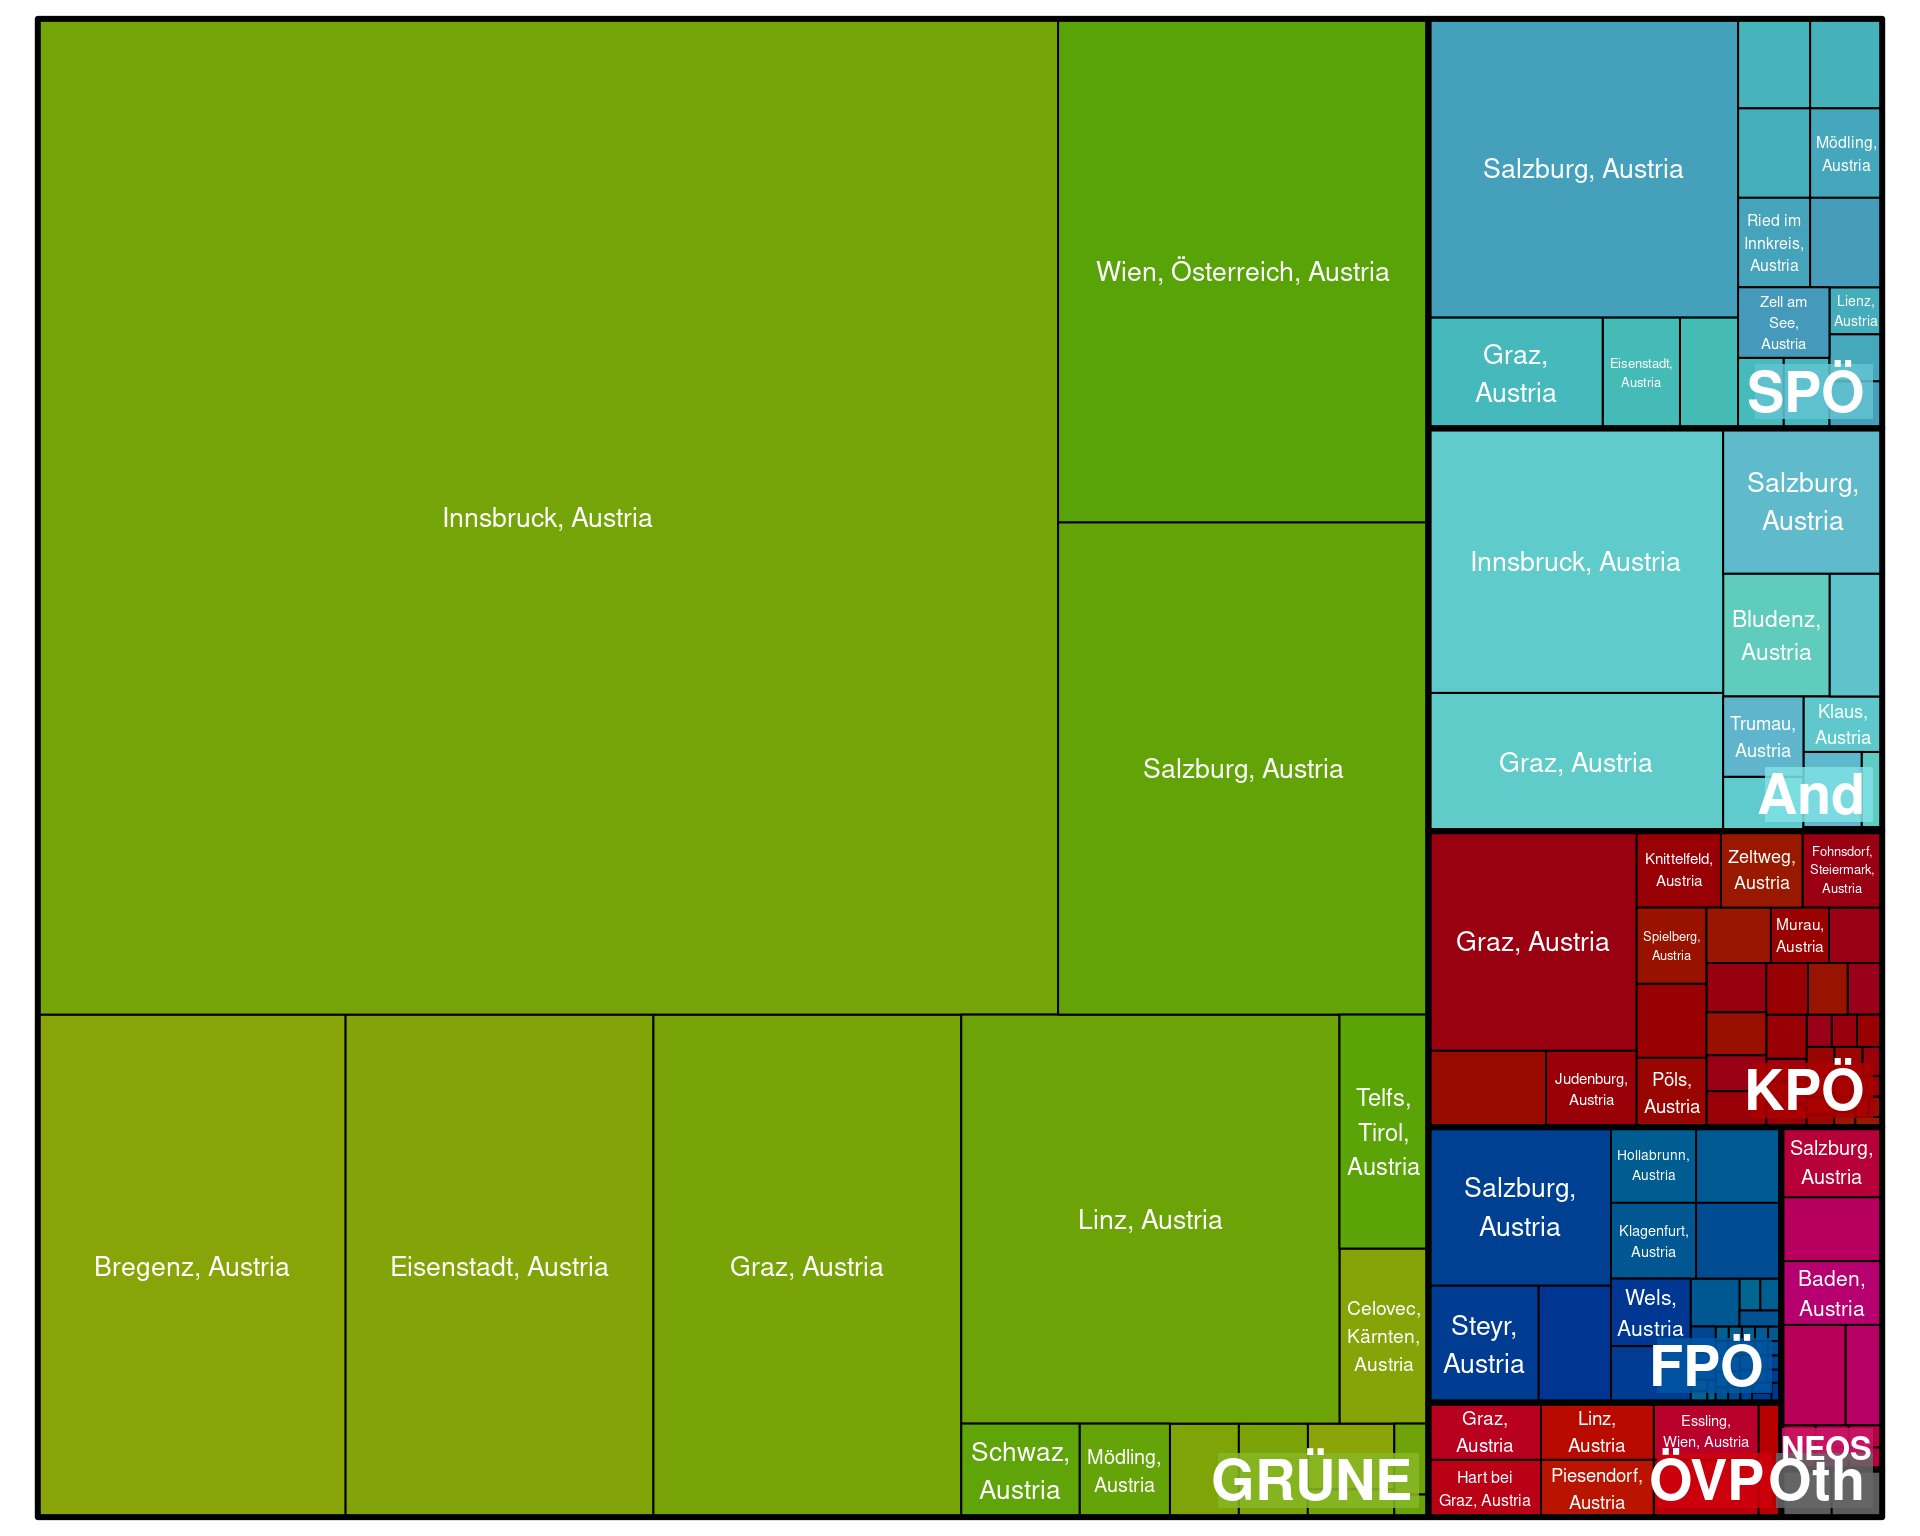 Innsbruck, Austria
Wien, Österreich, Austria
Salzburg, Austria
Bregenz, Austria
Eisenstadt, Austria
Graz, Austria
Linz, Austria
Telfs,
Tirol,
Austria
Celovec,
Kärnten,
Austria
Schwaz,
Austria
Mödling,
Austria
GRÜNE
Salzburg, Austria
Mödling,
Austria
Ried im
Innkreis,
Austria
Zell am
See,
Austria
Lienz,
Austria
Graz,
Austria
Eisenstadt,
Austria
SPÖ
Innsbruck, Austria
Salzburg,
Austria
Bludenz,
Austria
Graz, Austria
Trumau,
Austria
Klaus,
Austria
And
Graz, Austria
Knittelfeld,
Austria
Zeltweg,
Austria
Fohnsdorf,
Steiermark,
Austria
Spielberg,
Austria
Murau,
Austria
Judenburg,
Austria
Pöls,
Austria
KPÖ
Salzburg,
Austria
Hollabrunn,
Austria
Klagenfurt,
Austria
Steyr,
Austria
Wels,
Austria
FPÖ
Salzburg,
Austria
Baden,
Austria
NEOS
Graz,
Austria
Linz,
Austria
Essling,
Wien, Austria
Hart bei
Graz, Austria
Piesendorf,
Austria
ÖVP
Oth